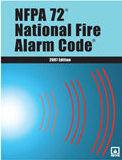 NFPA 72®
National Fire
Alarm Code®
2007 Edition